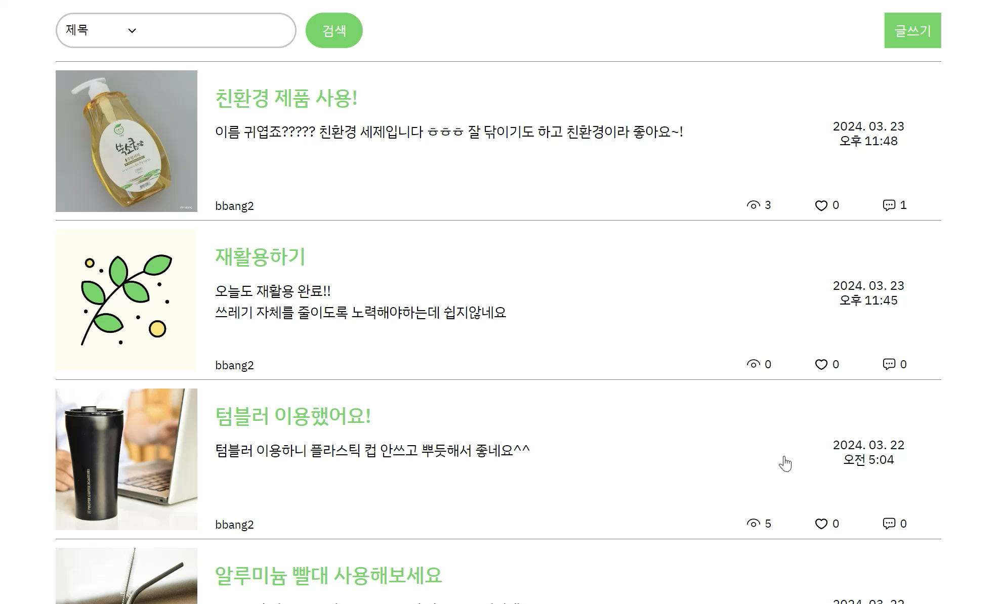 제목
검색
글쓰기
친환경 제품 사용!
이름 귀엽죠????? 친환경 세제입니다 ㅎㅎㅎ 잘 닦이기도 하고 친환경이라 좋아요~!
2024. 03. 23
오후 11:48
bbang2
3
0
1
재활용하기
오늘도 재활용 완료!!
쓰레기 자체를 줄이도록 노력해야하는데 쉽지않네요
2024. 03. 23
오후 11:45
bbang2
0
0
0
텀블러 이용했어요!
텀블러 이용하니 플라스틱 컵 안쓰고 뿌듯해서 좋네요^^
2024. 03. 22
오전 5:04
PROPER COFFEE ROASTERS
bbang2
5
0
0
알루미늄 빨대 사용해보세요
2024. 03. 22